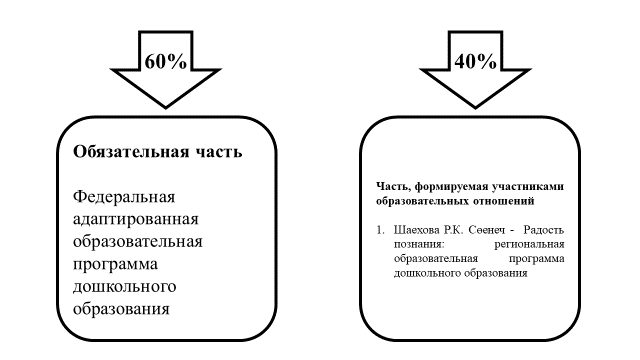 60%
40%
Обязательная часть
Федеральная
адаптированная
образовательная
программа
дошкольного
образования
Часть, формируемая участниками
образовательных отношений
1. Шаехова Р.К. Сөенеч - Радость
познания: региональная
образовательная программа
дошкольного образования